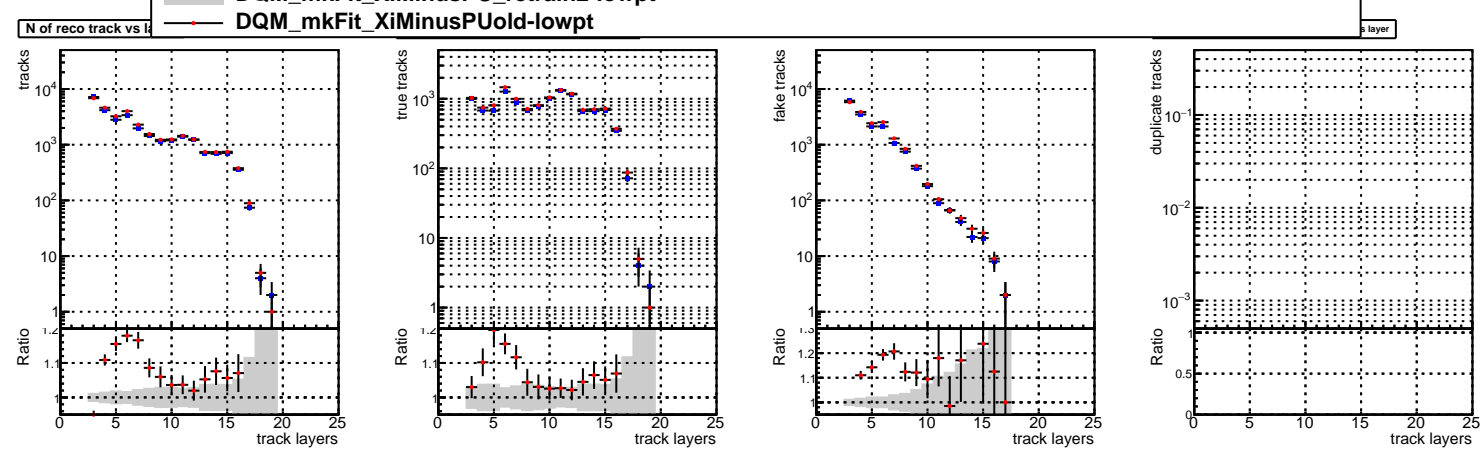 DQM_mkFit_XiMinusPUold-lowpt
N of reco track vs la
s layer
tracks
10⁴
10³
10²
10
1
Ratio
1.2
1.1
1
0 5 10 15 20 25
track layers
true tracks
10³
10²
10
1
Ratio
1.2
1.1
1
0 5 10 15 20 25
track layers
fake tracks
10⁴
10³
10²
10
1
Ratio
1.3
1.2
1.1
1
0 5 10 15 20 25
track layers
duplicate tracks
10⁻¹
10⁻²
10⁻³
Ratio
1
0.5
0
0 5 10 15 20 25
track layers